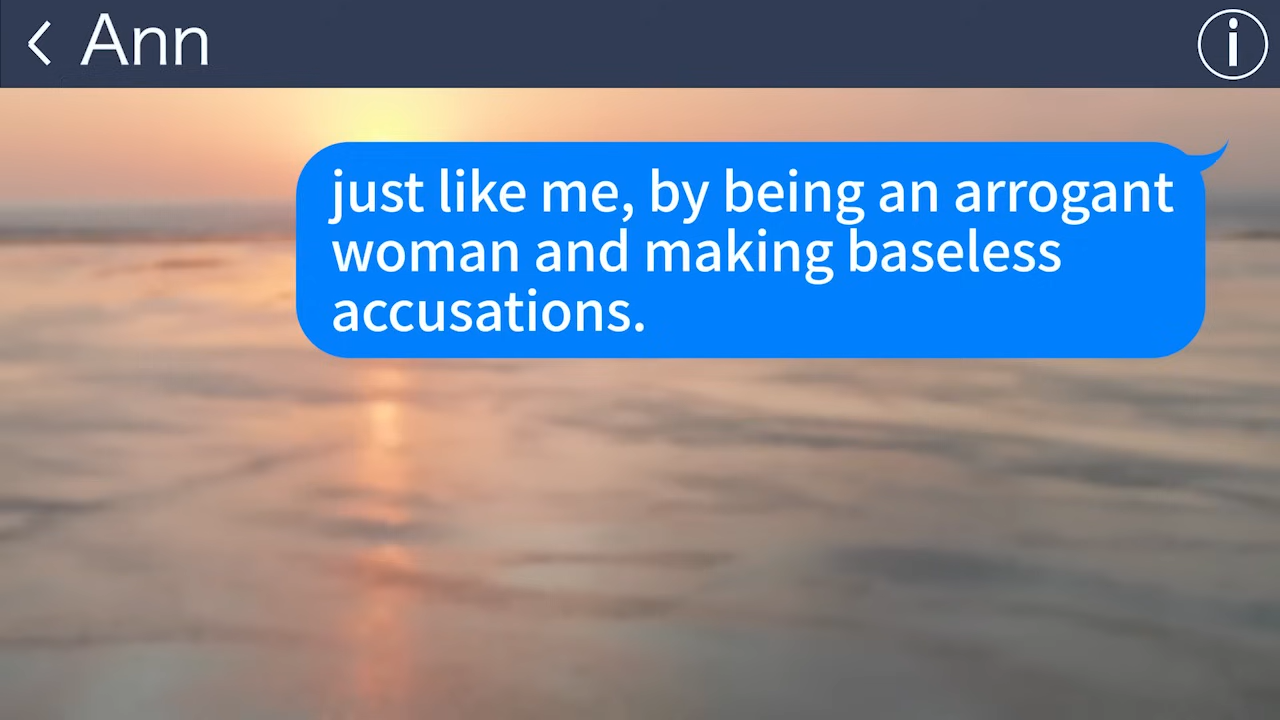 Ann
just like me, by being an arrogant
woman and making baseless
accusations.